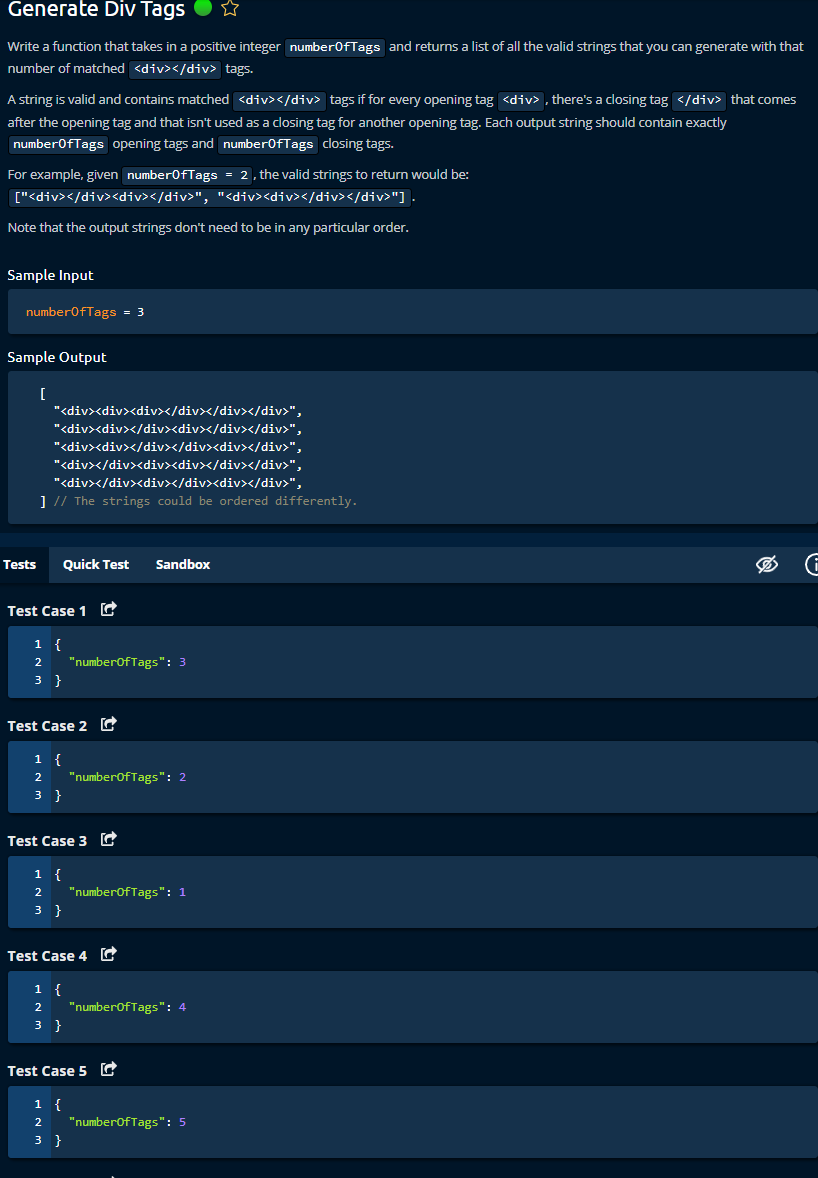 Generate Div Tags
Write a function that takes in a positive integer numberOfTags and returns a list of all the valid strings that you can generate with that
number of matched <div></div> tags.
A string is valid and contains matched <div></div> tags if for every opening tag <div>, there's a closing tag </div> that comes
after the opening tag and that isn't used as a closing tag for another opening tag. Each output string should contain exactly
numberOfTags opening tags and numberOfTags closing tags.
For example, given numberOfTags = 2, the valid strings to return would be:
["<div></div><div></div>", "<div><div></div></div>"].
Note that the output strings don't need to be in any particular order.
Sample Input
numberOfTags = 3
Sample Output
[
"<div><div><div></div></div></div>",
"<div><div></div><div></div></div>",
"<div><div></div></div><div></div>",
"<div></div><div><div></div></div>",
"<div></div><div></div><div></div>",
] // The strings could be ordered differently.
Tests Quick Test Sandbox
Test Case 1
1 {
2 "numberOfTags": 3
3 }
Test Case 2
1 {
2 "numberOfTags": 2
3 }
Test Case 3
1 {
2 "numberOfTags": 1
3 }
Test Case 4
1 {
2 "numberOfTags": 4
3 }
Test Case 5
1 {
2 "numberOfTags": 5
3 }